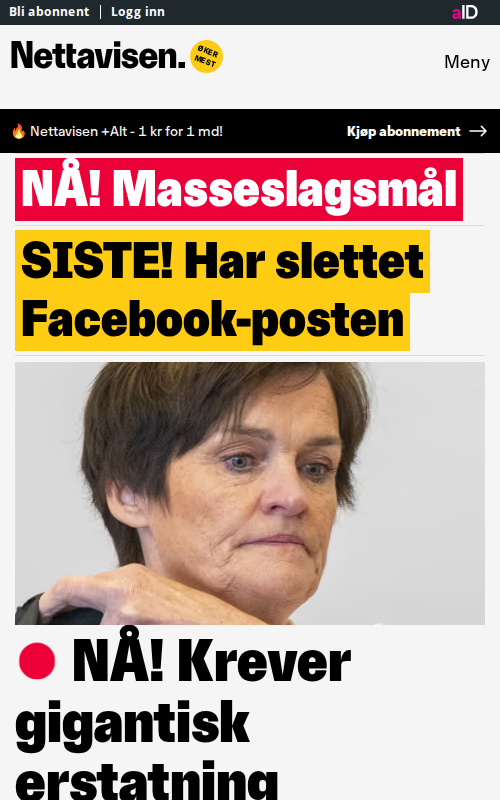 Bli abonnent | Logg inn
aID
Nettavisen.
ØKER
MEST
Meny
Nettavisen +Alt - 1 kr for 1 md!
Kjøp abonnement
NÅ! Masseslagsmål
SISTE! Har slettet
Facebook-posten
NÅ! Krever
gigantisk
erstatning